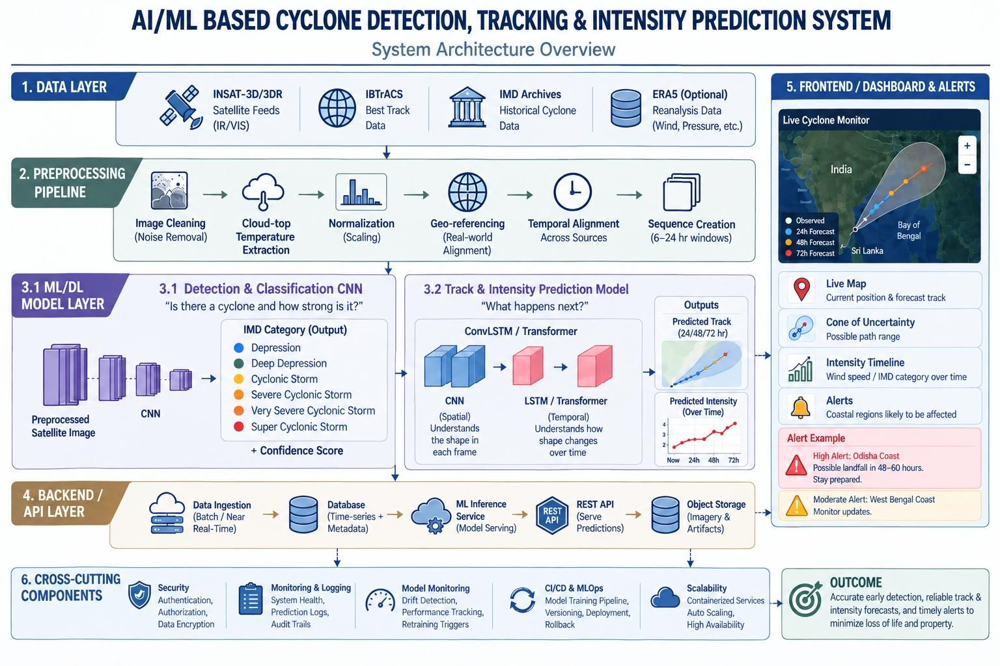 AI/ML BASED CYCLONE DETECTION, TRACKING & INTENSITY PREDICTION SYSTEM
System Architecture Overview
1. DATA LAYER
INSAT-3D/3DR
Satellite Feeds
(IR/VIS)
IBTrACS
Best Track
Data
IMD Archives
Historical Cyclone
Data
ERA5 (Optional)
Reanalysis Data
(Wind, Pressure, etc.)
2. PREPROCESSING
PIPELINE
Image Cleaning
(Noise Removal)
Cloud-top
Temperature
Extraction
Normalization
(Scaling)
Geo-referencing
(Real-world
Alignment)
Temporal Alignment
Across Sources
Sequence Creation
(6–24 hr windows)
3.1 ML/DL
MODEL LAYER
3.1 Detection & Classification CNN
“Is there a cyclone and how strong is it?”
Preprocessed
Satellite Image
CNN
IMD Category (Output)
Depression
Deep Depression
Cyclonic Storm
Severe Cyclonic Storm
Very Severe Cyclonic Storm
Super Cyclonic Storm
+ Confidence Score
3.2 Track & Intensity Prediction Model
“What happens next?”
ConvLSTM / Transformer
CNN
(Spatial)
Understands
the shape in
each frame
LSTM / Transformer
(Temporal)
Understands how
shape changes
over time
Outputs
Predicted Track
(24/48/72 hr)
Predicted Intensity
(Over Time)
4
3
2
Now 24h 48h 72h
4. BACKEND /
API LAYER
Data Ingestion
(Batch / Near
Real-Time)
Database
(Time-series +
Metadata)
ML Inference
Service
(Model Serving)
REST
API
REST API
(Serve
Predictions)
Object Storage
(Imagery &
Artifacts)
5. FRONTEND / DASHBOARD & ALERTS
Live Cyclone Monitor
+
−
India
Bay of
Bengal
Sri Lanka
Observed
24h Forecast
48h Forecast
72h Forecast
Live Map
Current position & forecast track
Cone of Uncertainty
Possible path range
Intensity Timeline
Wind speed / IMD category over time
Alerts
Coastal regions likely to be affected
Alert Example
High Alert: Odisha Coast
Possible landfall in 48–60 hours.
Stay prepared.
Moderate Alert: West Bengal Coast
Monitor updates.
6. CROSS-CUTTING
COMPONENTS
Security
Authentication,
Authorization,
Data Encryption
Monitoring & Logging
System Health,
Prediction Logs,
Audit Trails
Model Monitoring
Drift Detection,
Performance Tracking,
Retraining Triggers
CI/CD & MLOps
Model Training Pipeline,
Versioning, Deployment,
Rollback
Scalability
Containerized Services
Auto Scaling,
High Availability
OUTCOME
Accurate early detection, reliable track &
intensity forecasts, and timely alerts to
minimize loss of life and property.